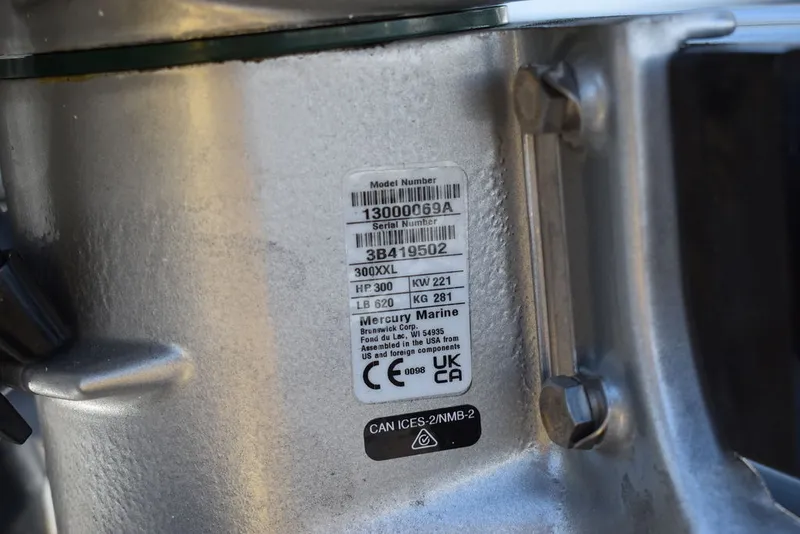 Model Number
13000069A
Serial Number
3B419502
300XXL
HP 300 KW 221
LB 620 KG 281
Mercury Marine
Brunswick Corp.
Fond du Lac, WI 54935
Assembled in the USA from
US and foreign components
CE 0098 UK
CA
CAN ICES-2/NMB-2